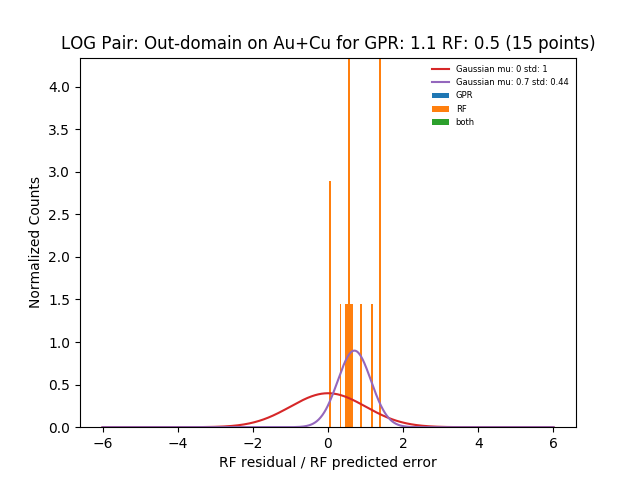 LOG Pair: Out-domain on Au+Cu for GPR: 1.1 RF: 0.5 (15 points)
Gaussian mu: 0 std: 1
Gaussian mu: 0.7 std: 0.44
GPR
RF
both
Normalized Counts
4.0
3.5
3.0
2.5
2.0
1.5
1.0
0.5
0.0
−6 −4 −2 0 2 4 6
RF residual / RF predicted error